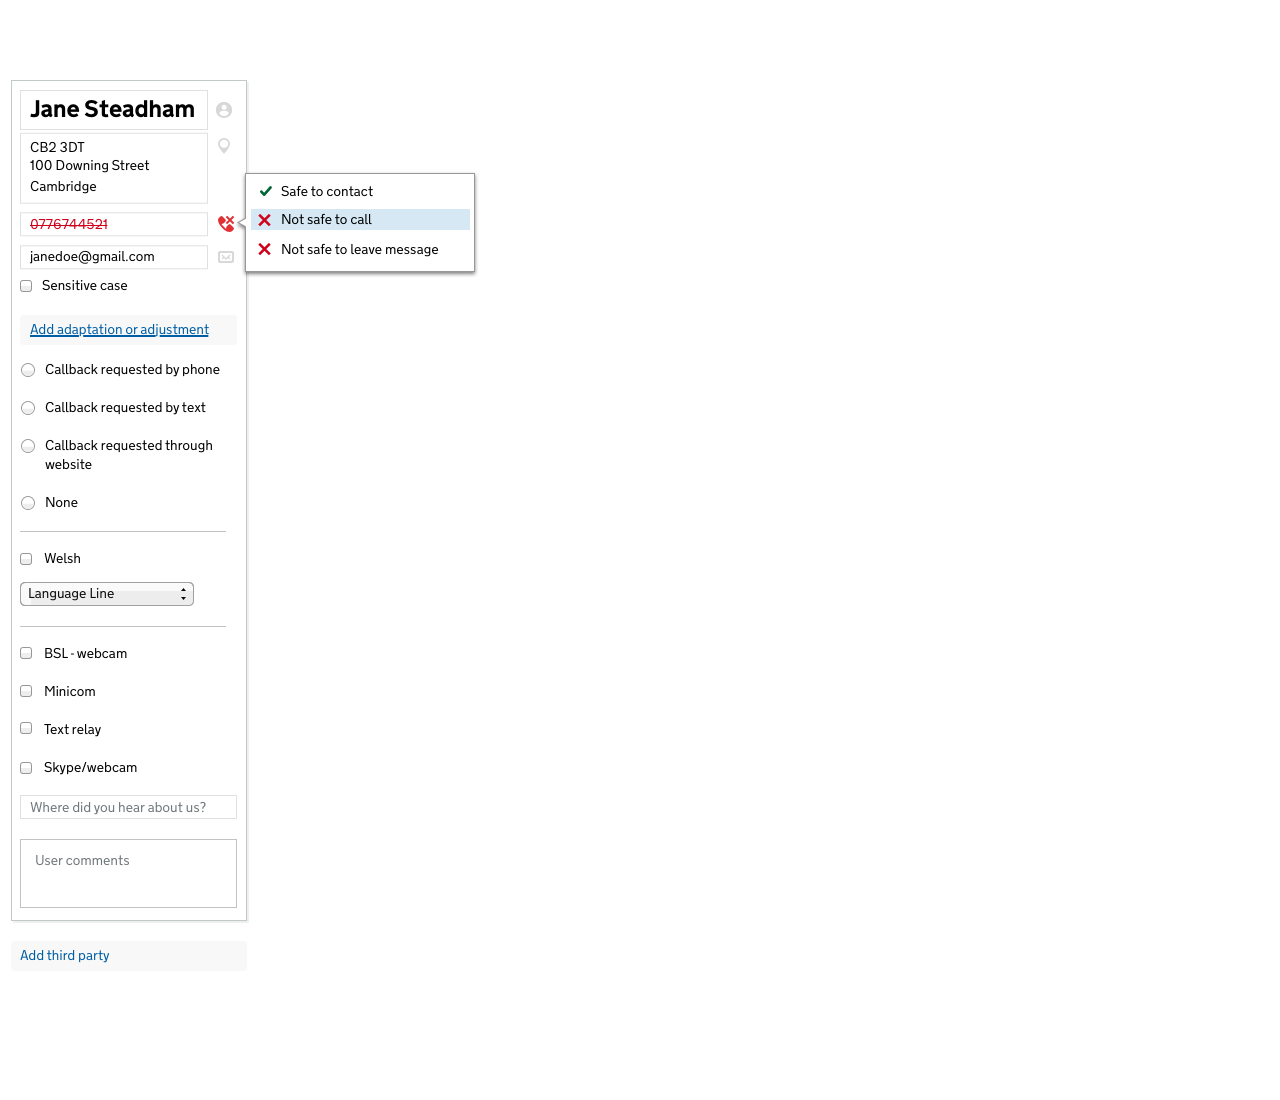 Jane Steadham
CB2 3DT
100 Downing Street
Cambridge
Safe to contact
Not safe to call
Not safe to leave message
0776744521
janedoe@gmail.com
Sensitive case
Add adaptation or adjustment
Callback requested by phone
Callback requested by text
Callback requested through
website
None
Welsh
Language Line
BSL - webcam
Minicom
Text relay
Skype/webcam
Where did you hear about us?
User comments
Add third party